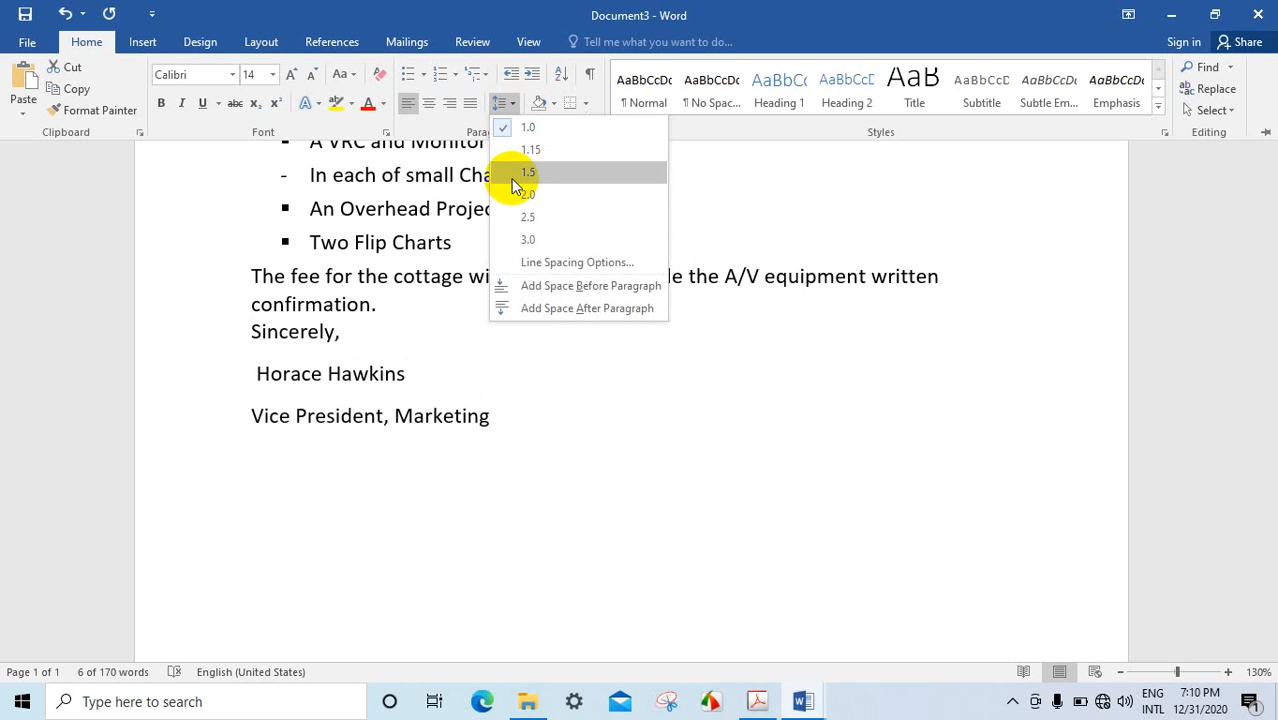 Document3 - Word
File Home Insert Design Layout References Mailings Review View Tell me what you want to do... Sign in Share
Paste Cut Copy Format Painter Clipboard
Calibri 14 Font
1.0
1.15
1.5
2.0
2.5
3.0
Line Spacing Options...
Add Space Before Paragraph
Add Space After Paragraph
AaBbCcDc AaBbCcDc AaBbCc AaBbCcDc AaB AaBbCcDc AaBbCcDc AaBbCcDc
¶ Normal ¶ No Spac... Heading 1 Heading 2 Title Subtitle Subtle Em... Emphasis
Styles
Find
Replace
Select
Editing
A VRC and Monitor
- In each of small Cha
An Overhead Projec
Two Flip Charts
The fee for the cottage wi de the A/V equipment written
confirmation.
Sincerely,
Horace Hawkins
Vice President, Marketing
Page 1 of 1 6 of 170 words English (United States) 130%
Type here to search
ENG INTL 7:10 PM 12/31/2020